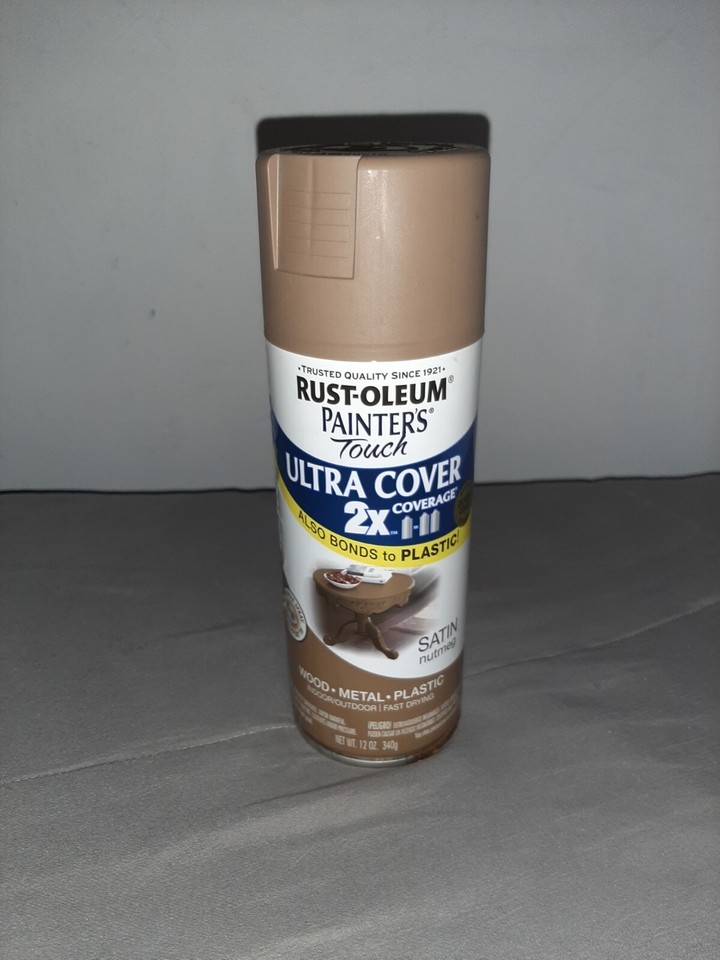 •TRUSTED QUALITY SINCE 1921•
RUST-OLEUM®
PAINTER'S®
Touch
ULTRA COVER
2X COVERAGE
ALSO BONDS to PLASTIC!
SATIN
nutmeg
WOOD • METAL • PLASTIC
INDOOR/OUTDOOR | FAST DRYING
¡PELIGRO!
NET WT. 12 OZ. 340g